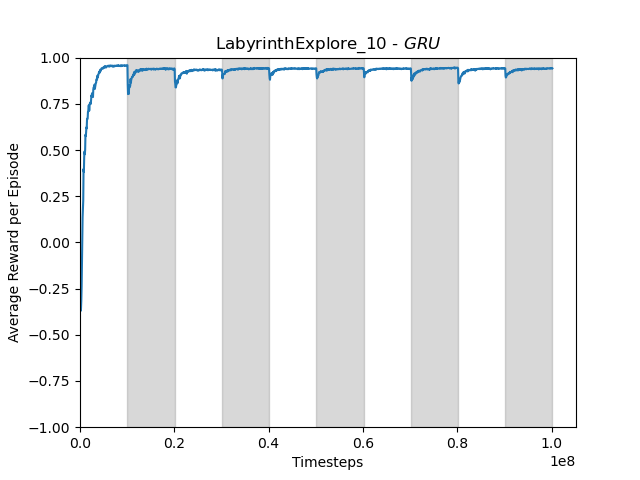 LabyrinthExplore_10 - GRU
Average Reward per Episode
1.00
0.75
0.50
0.25
0.00
−0.25
−0.50
−0.75
−1.00
0.0 0.2 0.4 0.6 0.8 1.0
1e8
Timesteps